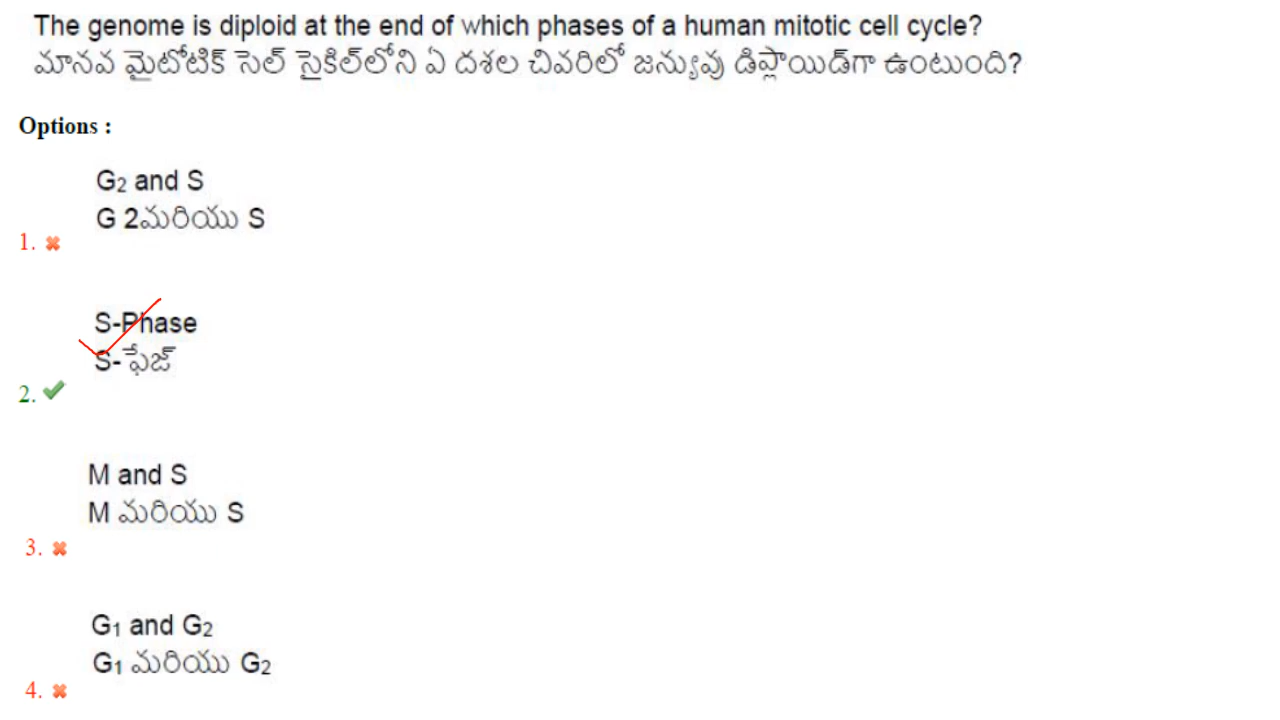 The genome is diploid at the end of which phases of a human mitotic cell cycle?
మానవ మైటోటిక్ సెల్ సైకిల్‌లోని ఏ దశల చివరిలో జన్యువు డిప్లాయిడ్‌గా ఉంటుంది?
Options :
G₂ and S
G 2మరియు S
1.
S-Phase
S-ఫేజ్
2.
M and S
M మరియు S
3.
G₁ and G₂
G₁ మరియు G₂
4.